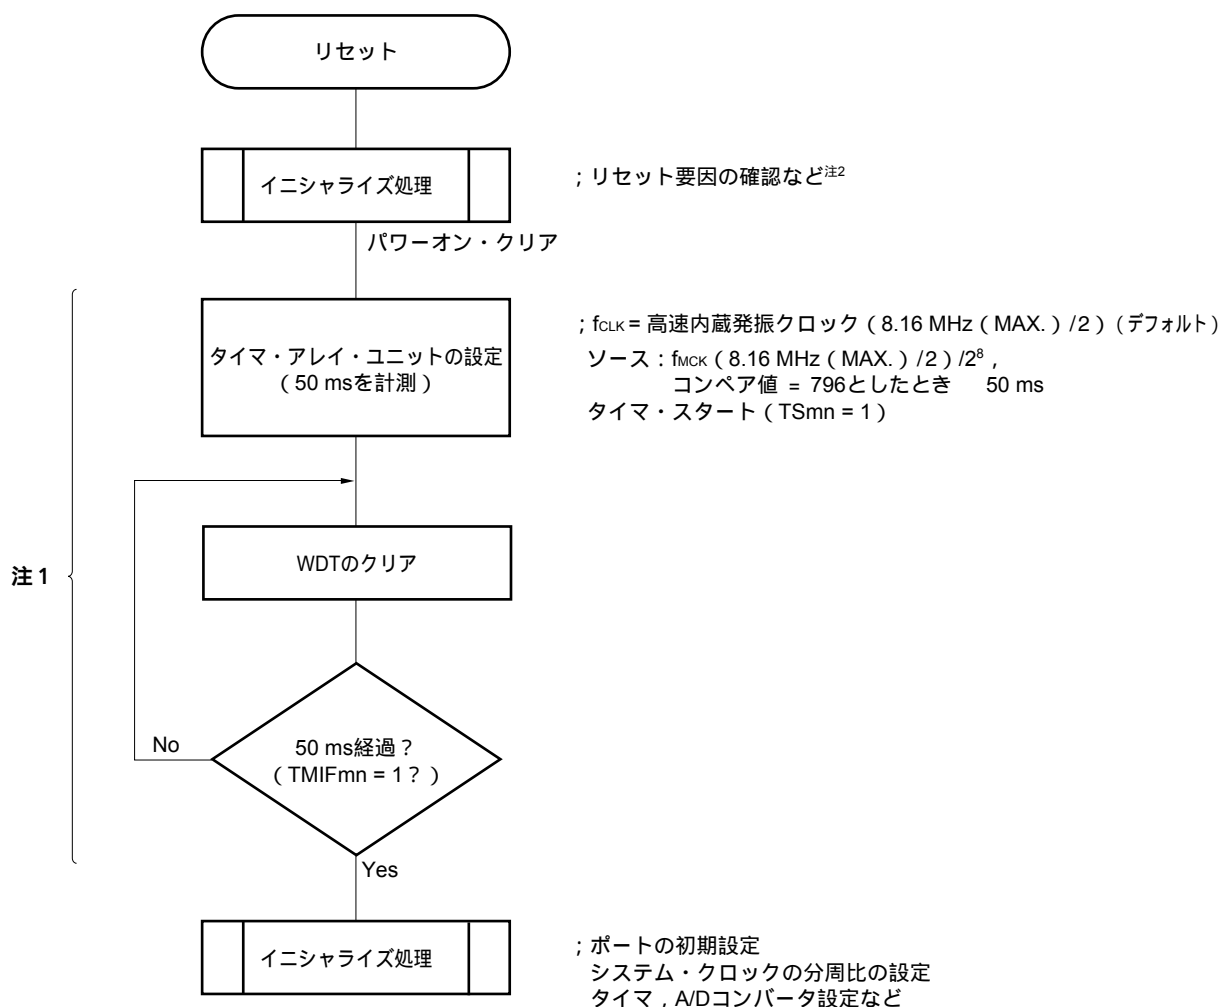 リセット
イニシャライズ処理
；リセット要因の確認など注2
パワーオン・クリア
タイマ・アレイ・ユニットの設定
（50 msを計測）
；fCLK = 高速内蔵発振クロック（8.16 MHz（MAX.）/2）（デフォルト）
ソース：fMCK（8.16 MHz（MAX.）/2）/2⁸，
コンペア値 = 796としたとき　50 ms
タイマ・スタート（TSmn = 1）
注1
WDTのクリア
No
50 ms経過？
（TMIFmn = 1？）
Yes
イニシャライズ処理
；ポートの初期設定
システム・クロックの分周比の設定
タイマ，A/Dコンバータ設定など